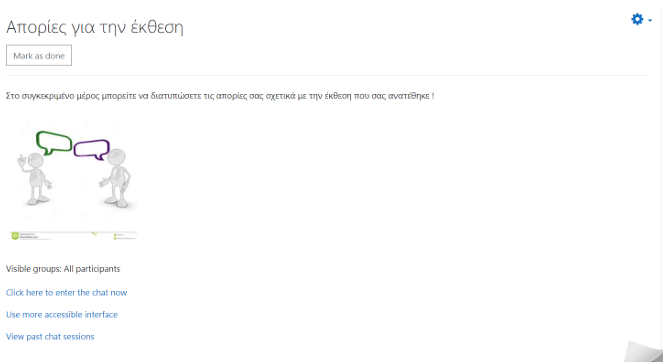 Απορίες για την έκθεση
Mark as done
Στο συγκεκριμένο μέρος μπορείτε να διατυπώσετε τις απορίες σας σχετικά με την έκθεση που σας ανατέθηκε !
Visible groups: All participants
Click here to enter the chat now
Use more accessible interface
View past chat sessions